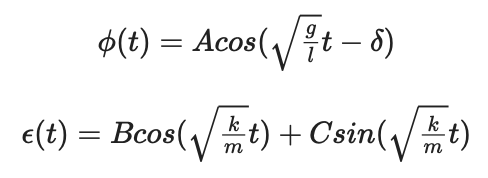 ϕ(t) = Acos(√(g/l) t − δ)
ϵ(t) = Bcos(√(k/m) t) + Csin(√(k/m) t)